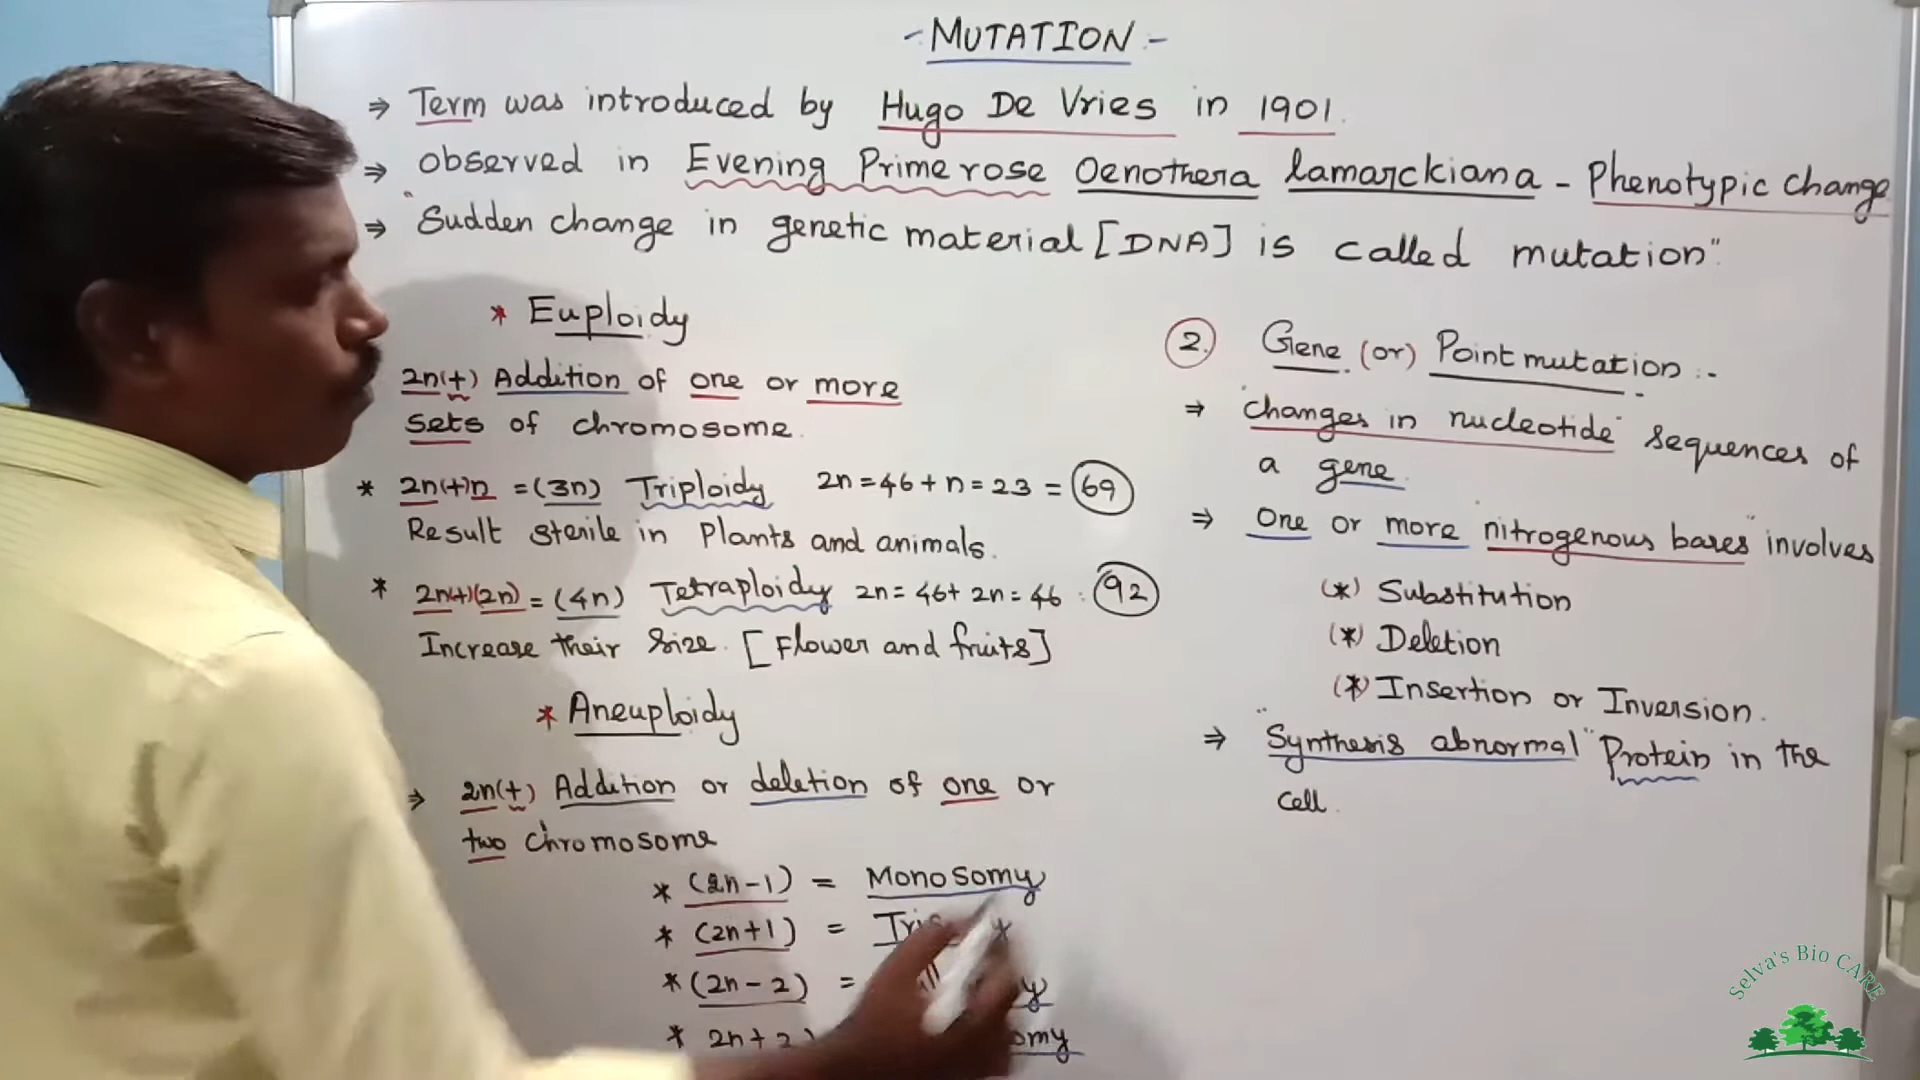 - MUTATION :-
⇒ Term was introduced by Hugo De Vries in 1901.
⇒ observed in Evening Prime rose Oenothera lamarckiana - Phenotypic change
⇒ "Sudden change in genetic material [DNA] is called mutation".
* Euploidy
2n(+) Addition of one or more
sets of chromosome.
* 2n(+)n = (3n) Triploidy 2n = 46 + n = 23 = 69
Result sterile in Plants and animals.
* 2n(+)(2n) = (4n) Tetraploidy 2n = 46 + 2n = 46 : 92
Increase their size. [Flower and fruits]
* Aneuploidy
⇒ 2n(+) Addition or deletion of one or
two chromosome
* (2n-1) = Monosomy
* (2n+1) =
* (2n-2) =
* 2n+2)
2. Gene (or) Point mutation :-
⇒ "changes in nucleotide" sequences of
a gene.
⇒ One or more "nitrogenous bases" involves
(*) Substitution
(*) Deletion
(*) Insertion or Inversion.
⇒ "Synthesis abnormal" Protein in the
cell.
Selva's Bio CARE